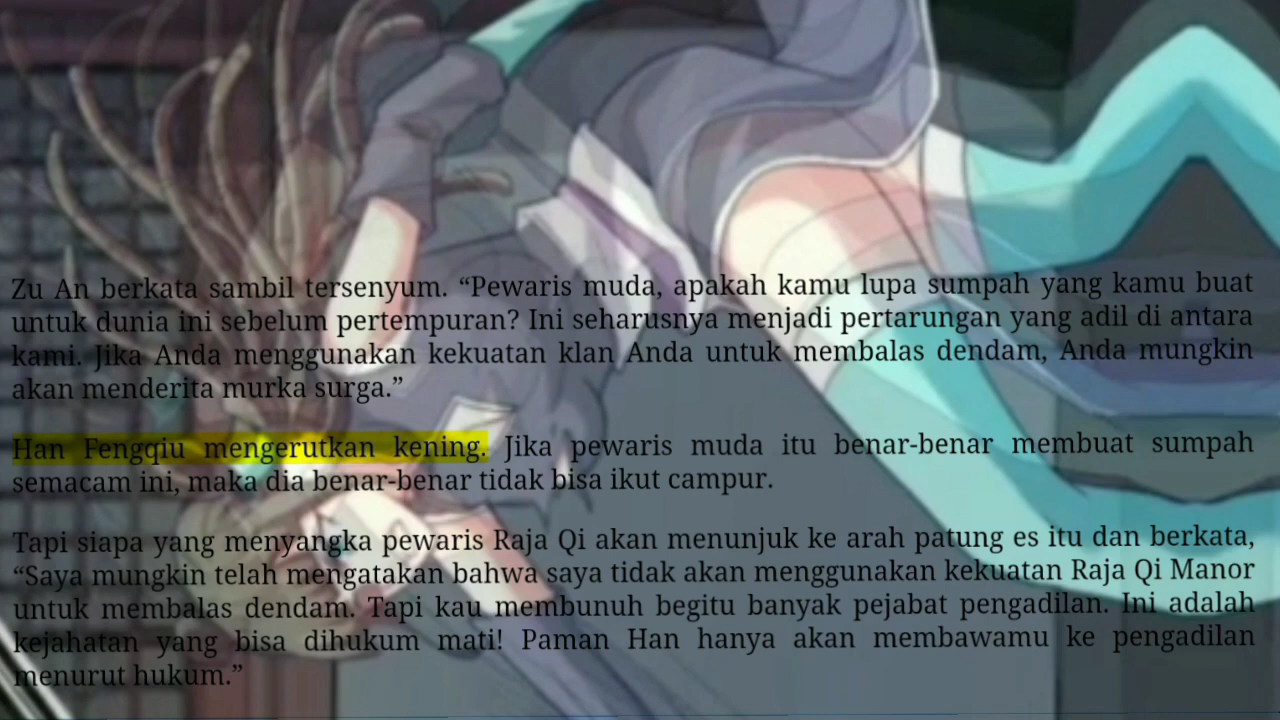 Zu An berkata sambil tersenyum. “Pewaris muda, apakah kamu lupa sumpah yang kamu buat
untuk dunia ini sebelum pertempuran? Ini seharusnya menjadi pertarungan yang adil di antara
kami. Jika Anda menggunakan kekuatan klan Anda untuk membalas dendam, Anda mungkin
akan menderita murka surga.”
Han Fengqiu mengerutkan kening. Jika pewaris muda itu benar-benar membuat sumpah
semacam ini, maka dia benar-benar tidak bisa ikut campur.
Tapi siapa yang menyangka pewaris Raja Qi akan menunjuk ke arah patung es itu dan berkata,
“Saya mungkin telah mengatakan bahwa saya tidak akan menggunakan kekuatan Raja Qi Manor
untuk membalas dendam. Tapi kau membunuh begitu banyak pejabat pengadilan. Ini adalah
kejahatan yang bisa dihukum mati! Paman Han hanya akan membawamu ke pengadilan
menurut hukum.”